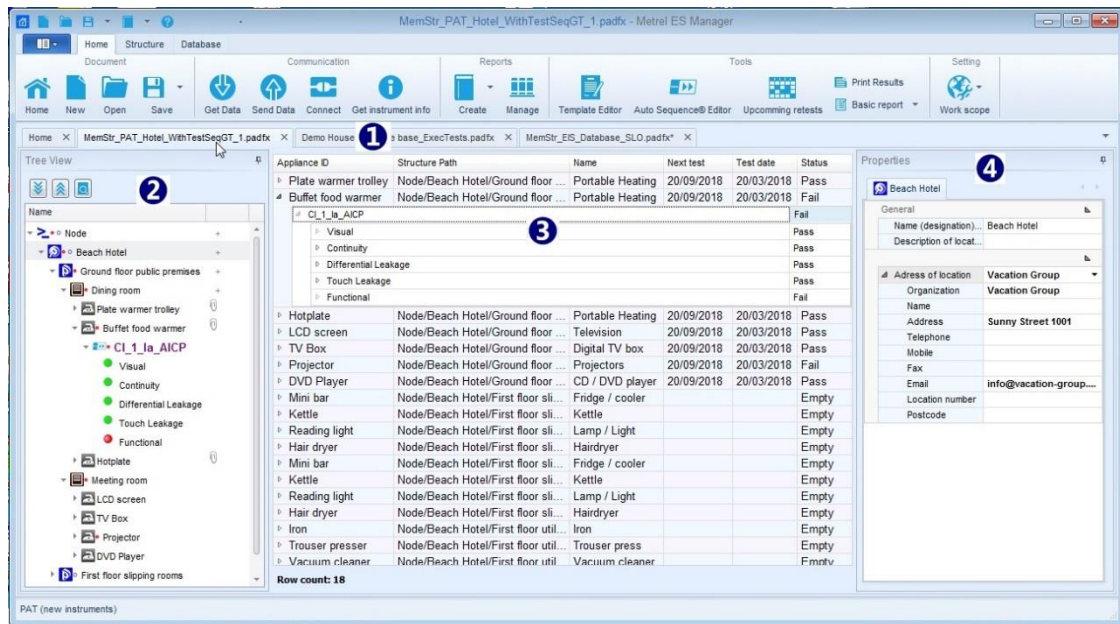 MemStr_PAT_Hotel_WithTestSeqGT_1.padfx - Metrel ES Manager
Home Structure Database
Document Communication Reports Tools Setting
Home New Open Save Get Data Send Data Connect Get instrument info Create Manage Template Editor Auto Sequence® Editor Upcomming retests Print Results Basic report Work scope
Home MemStr_PAT_Hotel_WithTestSeqGT_1.padfx Demo House base_ExecTests.padfx MemStr_EIS_Database_SLO.padfx*
1
Tree View
2
Name
Node
Beach Hotel
Ground floor public premises
Dining room
Plate warmer trolley
Buffet food warmer
Cl_1_Ia_AICP
Visual
Continuity
Differential Leakage
Touch Leakage
Functional
Hotplate
Meeting room
LCD screen
TV Box
Projector
DVD Player
First floor slipping rooms
Appliance ID Structure Path Name Next test Test date Status
Plate warmer trolley Node/Beach Hotel/Ground floor ... Portable Heating 20/09/2018 20/03/2018 Pass
Buffet food warmer Node/Beach Hotel/Ground floor ... Portable Heating 20/09/2018 20/03/2018 Fail
Cl_1_Ia_AICP Fail
3
Visual Pass
Continuity Pass
Differential Leakage Pass
Touch Leakage Pass
Functional Fail
Hotplate Node/Beach Hotel/Ground floor ... Portable Heating 20/09/2018 20/03/2018 Pass
LCD screen Node/Beach Hotel/Ground floor ... Television 20/09/2018 20/03/2018 Pass
TV Box Node/Beach Hotel/Ground floor ... Digital TV box 20/09/2018 20/03/2018 Pass
Projector Node/Beach Hotel/Ground floor ... Projectors 20/09/2018 20/03/2018 Fail
DVD Player Node/Beach Hotel/Ground floor ... CD / DVD player 20/09/2018 20/03/2018 Pass
Mini bar Node/Beach Hotel/First floor sli... Fridge / cooler Empty
Kettle Node/Beach Hotel/First floor sli... Kettle Empty
Reading light Node/Beach Hotel/First floor sli... Lamp / Light Empty
Hair dryer Node/Beach Hotel/First floor sli... Hairdryer Empty
Mini bar Node/Beach Hotel/First floor sli... Fridge / cooler Empty
Kettle Node/Beach Hotel/First floor sli... Kettle Empty
Reading light Node/Beach Hotel/First floor sli... Lamp / Light Empty
Hair dryer Node/Beach Hotel/First floor sli... Hairdryer Empty
Iron Node/Beach Hotel/First floor util... Iron Empty
Trouser presser Node/Beach Hotel/First floor util... Trouser press Empty
Vacuum cleaner Node/Beach Hotel/First floor util... Vacuum cleaner Empty
Row count: 18
Properties
4
Beach Hotel
General
Name (designation)... Beach Hotel
Description of locat...
Adress of location Vacation Group
Organization Vacation Group
Name
Address Sunny Street 1001
Telephone
Mobile
Fax
Email info@vacation-group....
Location number
Postcode
PAT (new instruments)